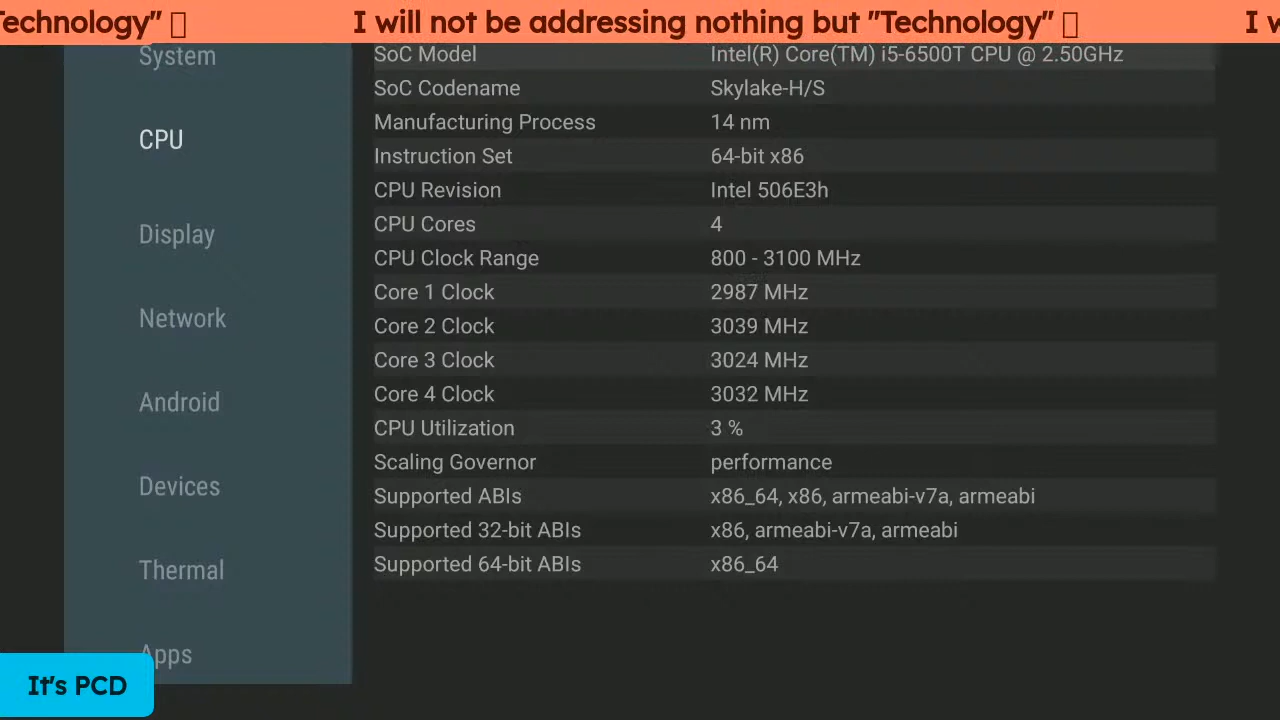 Technology" I will not be addressing nothing but "Technology" I w
System
CPU
Display
Network
Android
Devices
Thermal
Apps
SoC Model Intel(R) Core(TM) i5-6500T CPU @ 2.50GHz
SoC Codename Skylake-H/S
Manufacturing Process 14 nm
Instruction Set 64-bit x86
CPU Revision Intel 506E3h
CPU Cores 4
CPU Clock Range 800 - 3100 MHz
Core 1 Clock 2987 MHz
Core 2 Clock 3039 MHz
Core 3 Clock 3024 MHz
Core 4 Clock 3032 MHz
CPU Utilization 3 %
Scaling Governor performance
Supported ABIs x86_64, x86, armeabi-v7a, armeabi
Supported 32-bit ABIs x86, armeabi-v7a, armeabi
Supported 64-bit ABIs x86_64
It's PCD